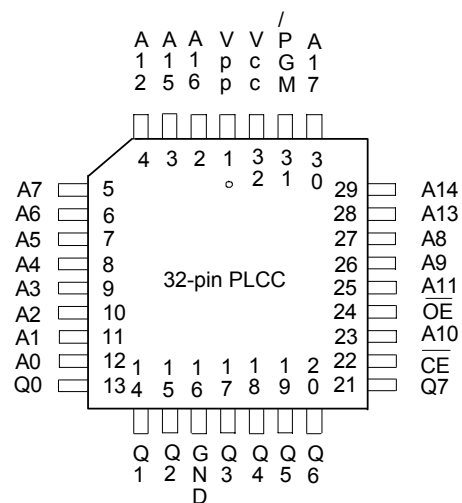 A12 A15 A16 Vpp Vcc /PGM A17
4 3 2 1 32 31 30
A7 5 29 A14
A6 6 28 A13
A5 7 27 A8
A4 8 26 A9
A3 9 32-pin PLCC 25 A11
A2 10 24 O̅E̅
A1 11 23 A10
A0 12 22 C̅E̅
Q0 13 21 Q7
14 15 16 17 18 19 20
Q1 Q2 GND Q3 Q4 Q5 Q6